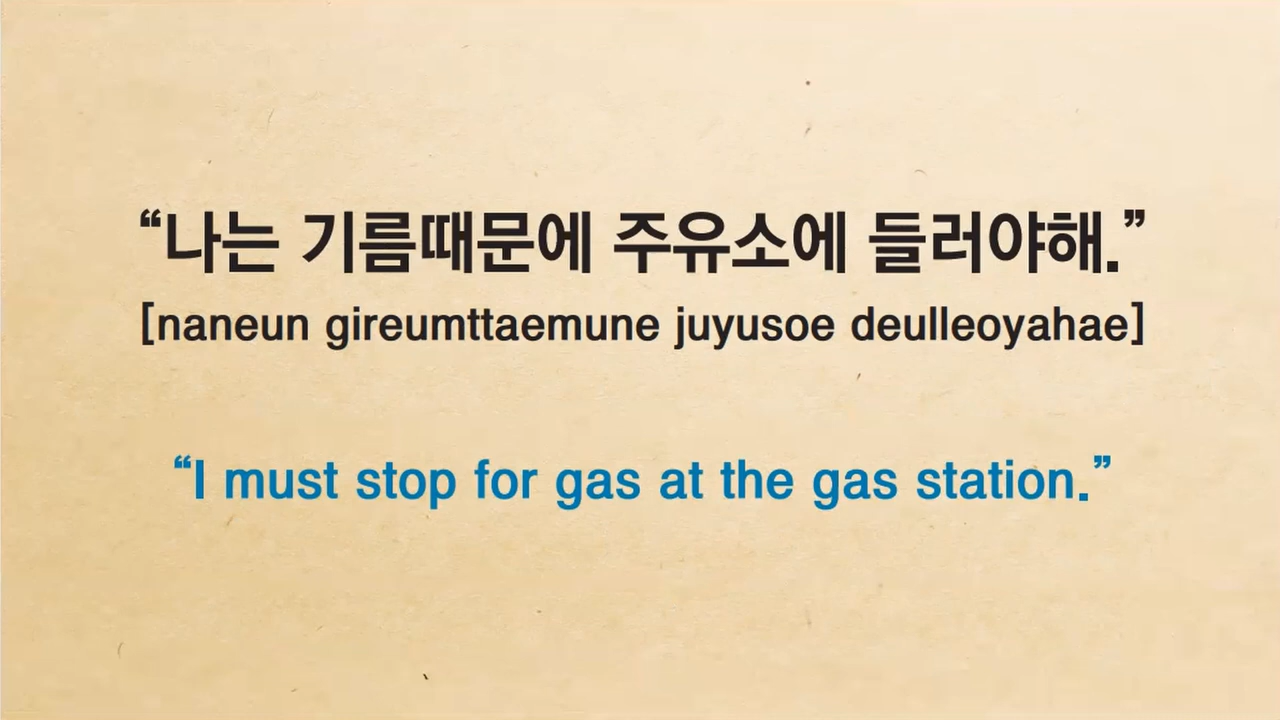 “나는 기름때문에 주유소에 들러야해.”
[naneun gireumttaemune juyusoe deulleoyahae]
“I must stop for gas at the gas station.”